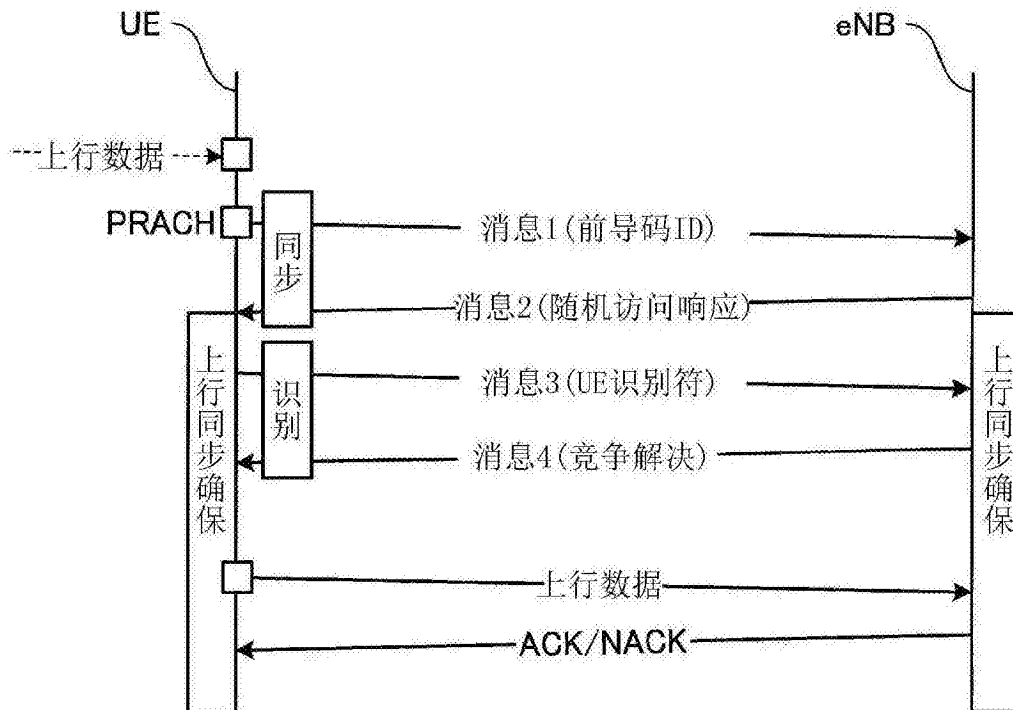 UE
eNB
上行数据
PRACH
同步
消息1(前导码ID)
消息2(随机访问响应)
上行同步确保
识别
消息3(UE识别符)
消息4(竞争解决)
上行同步确保
上行数据
ACK/NACK